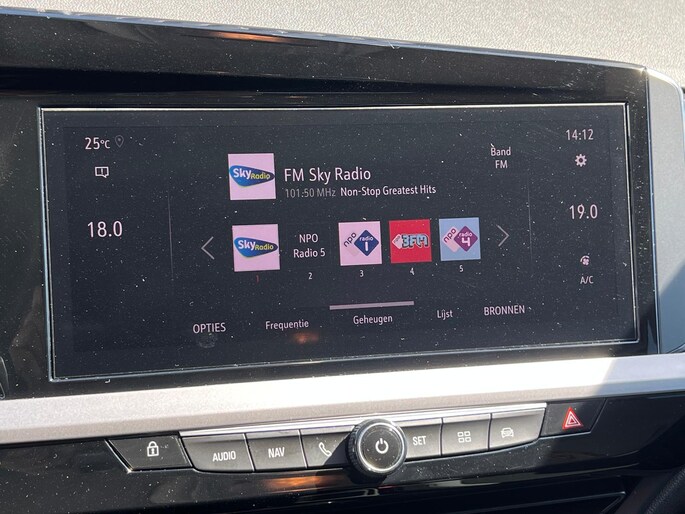 25°C
14:12
Sky Radio
FM Sky Radio
101:50 MHz Non-Stop Greatest Hits
Band
FM
18.0
19.0
Sky Radio
1
NPO
Radio 5
2
npo radio 1
3
4
npo radio 4
5
A/C
OPTIES
Frequentie
Geheugen
Lijst
BRONNEN
AUDIO
NAV
SET